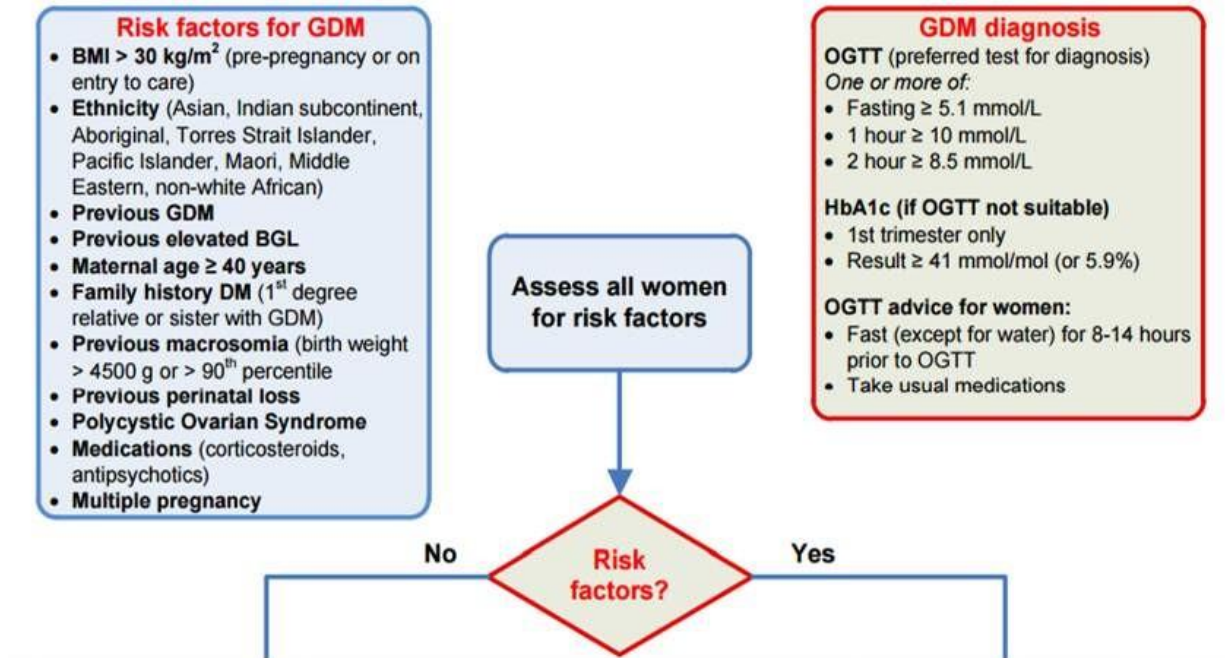 Risk factors for GDM
• BMI > 30 kg/m² (pre-pregnancy or on
entry to care)
• Ethnicity (Asian, Indian subcontinent,
Aboriginal, Torres Strait Islander,
Pacific Islander, Maori, Middle
Eastern, non-white African)
• Previous GDM
• Previous elevated BGL
• Maternal age ≥ 40 years
• Family history DM (1st degree
relative or sister with GDM)
• Previous macrosomia (birth weight
> 4500 g or > 90th percentile
• Previous perinatal loss
• Polycystic Ovarian Syndrome
• Medications (corticosteroids,
antipsychotics)
• Multiple pregnancy
Assess all women
for risk factors
GDM diagnosis
OGTT (preferred test for diagnosis)
One or more of:
• Fasting ≥ 5.1 mmol/L
• 1 hour ≥ 10 mmol/L
• 2 hour ≥ 8.5 mmol/L
HbA1c (if OGTT not suitable)
• 1st trimester only
• Result ≥ 41 mmol/mol (or 5.9%)
OGTT advice for women:
• Fast (except for water) for 8-14 hours
prior to OGTT
• Take usual medications
No
Risk
factors?
Yes